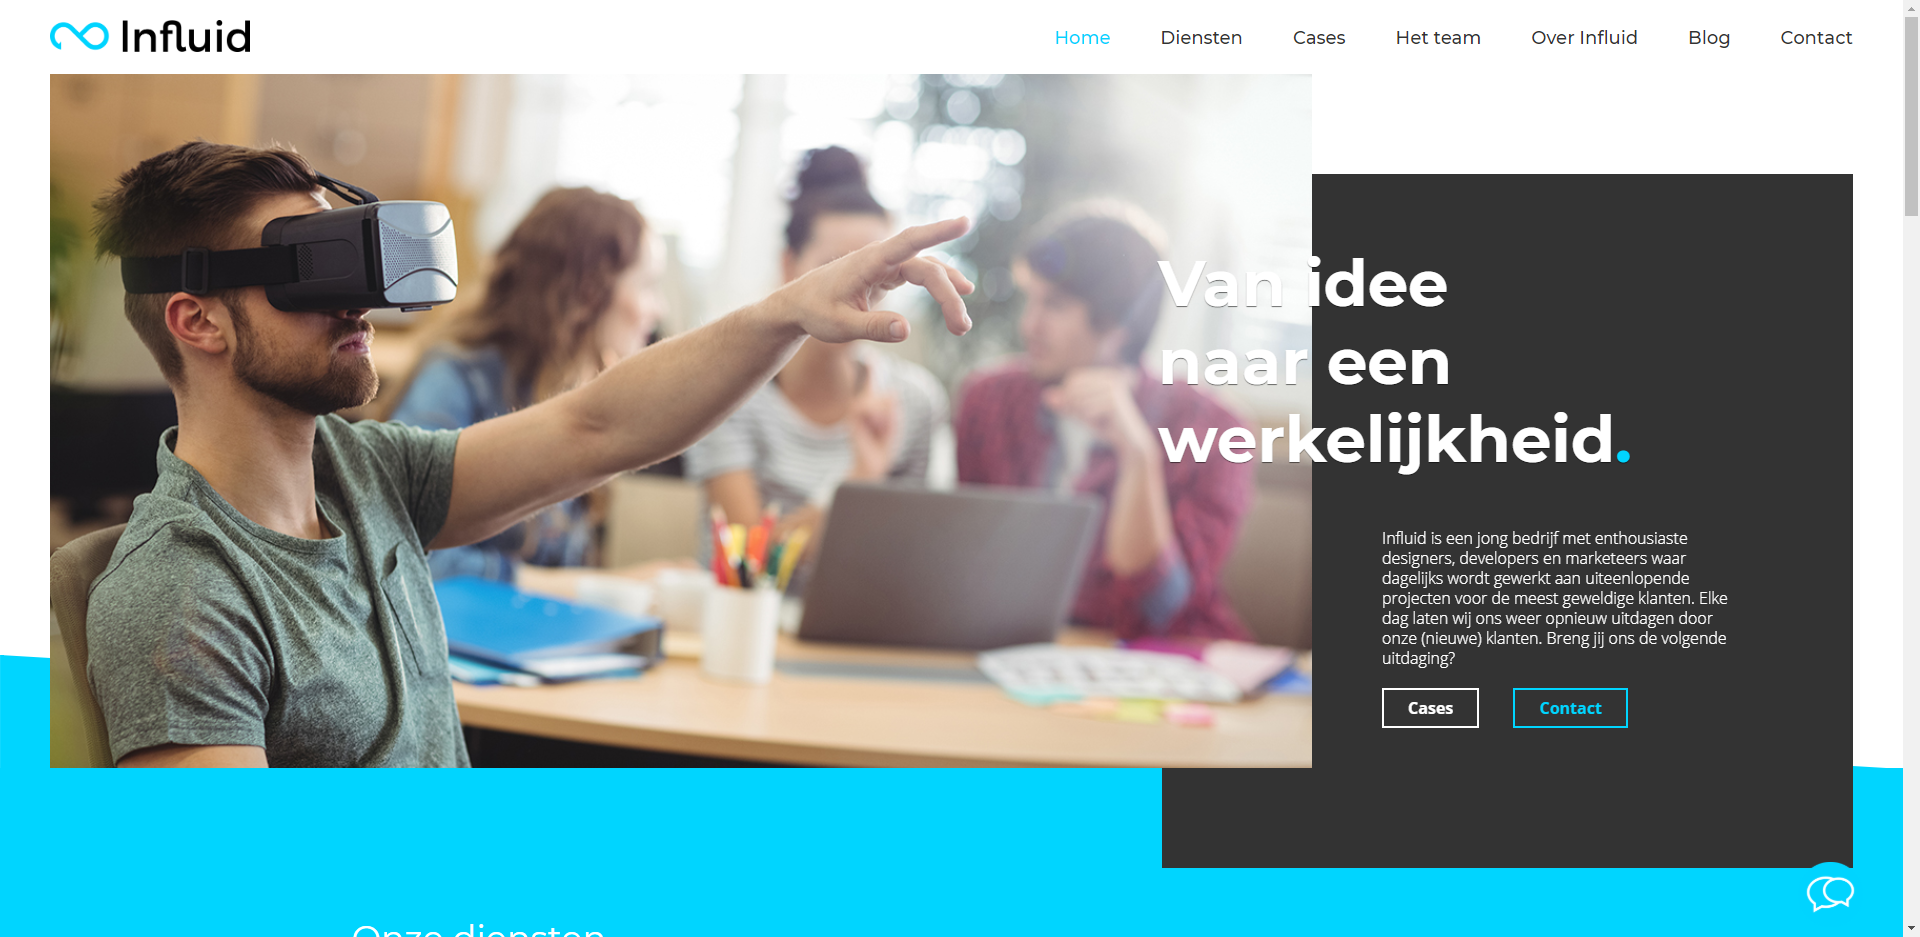 Influid
Home Diensten Cases Het team Over Influid Blog Contact
Van idee
naar een
werkelijkheid.
Influid is een jong bedrijf met enthousiaste
designers, developers en marketeers waar
dagelijks wordt gewerkt aan uiteenlopende
projecten voor de meest geweldige klanten. Elke
dag laten wij ons weer opnieuw uitdagen door
onze (nieuwe) klanten. Breng jij ons de volgende
uitdaging?
Cases Contact
Onze diensten